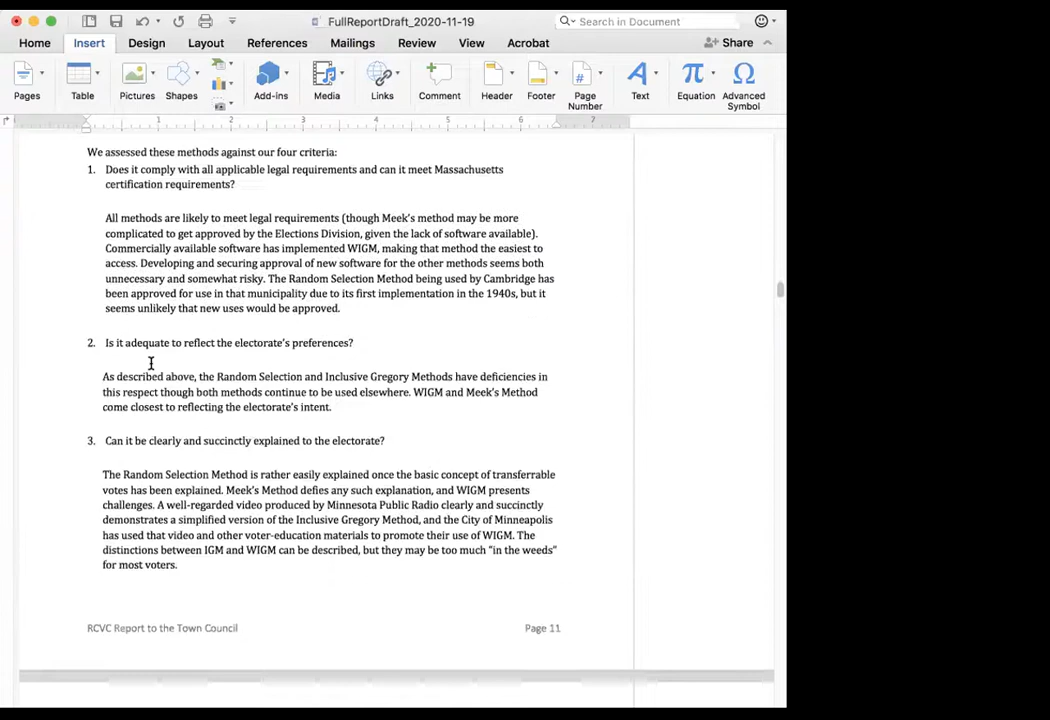 FullReportDraft_2020-11-19
Search in Document
Home Insert Design Layout References Mailings Review View Acrobat
Share
Pages Table Pictures Shapes Add-ins Media Links Comment Header Footer Page Number Text Equation Advanced Symbol
1 2 3 4 5 6 7
We assessed these methods against our four criteria:
1. Does it comply with all applicable legal requirements and can it meet Massachusetts
certification requirements?
All methods are likely to meet legal requirements (though Meek's method may be more
complicated to get approved by the Elections Division, given the lack of software available).
Commercially available software has implemented WIGM, making that method the easiest to
access. Developing and securing approval of new software for the other methods seems both
unnecessary and somewhat risky. The Random Selection Method being used by Cambridge has
been approved for use in that municipality due to its first implementation in the 1940s, but it
seems unlikely that new uses would be approved.
2. Is it adequate to reflect the electorate's preferences?
As described above, the Random Selection and Inclusive Gregory Methods have deficiencies in
this respect though both methods continue to be used elsewhere. WIGM and Meek's Method
come closest to reflecting the electorate's intent.
3. Can it be clearly and succinctly explained to the electorate?
The Random Selection Method is rather easily explained once the basic concept of transferrable
votes has been explained. Meek's Method defies any such explanation, and WIGM presents
challenges. A well-regarded video produced by Minnesota Public Radio clearly and succinctly
demonstrates a simplified version of the Inclusive Gregory Method, and the City of Minneapolis
has used that video and other voter-education materials to promote their use of WIGM. The
distinctions between IGM and WIGM can be described, but they may be too much "in the weeds"
for most voters.
RCVC Report to the Town Council Page 11